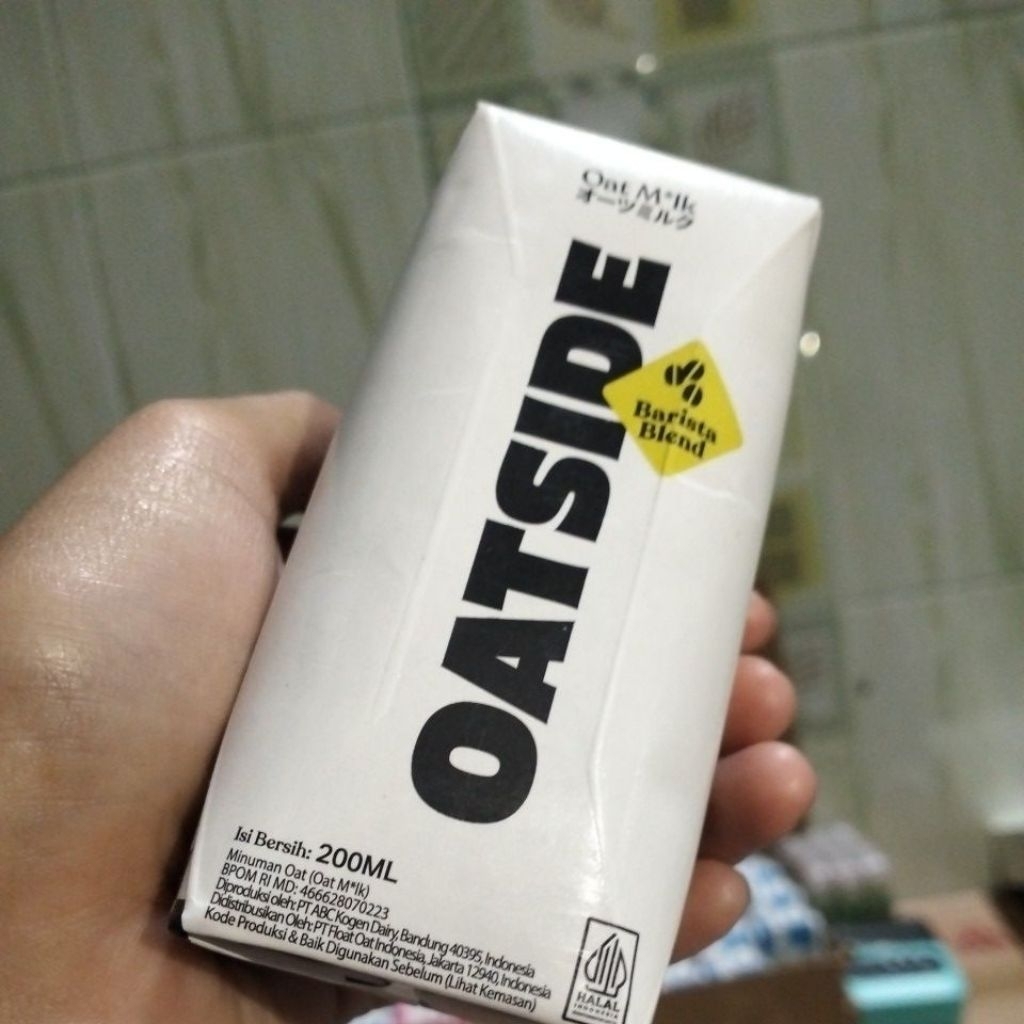 Oat M*lk
オーツミルク
OATSIDE
Barista
Blend
Isi Bersih: 200ML
Minuman Oat (Oat M*lk)
BPOM RI MD: 466628070223
Diproduksi oleh: PT ABC Kogen Dairy, Bandung 40395, Indonesia
Didistribusikan Oleh: PT Float Oat Indonesia, Jakarta 12940, Indonesia
Kode Produksi & Baik Digunakan Sebelum (Lihat Kemasan)
HALAL
INDONESIA